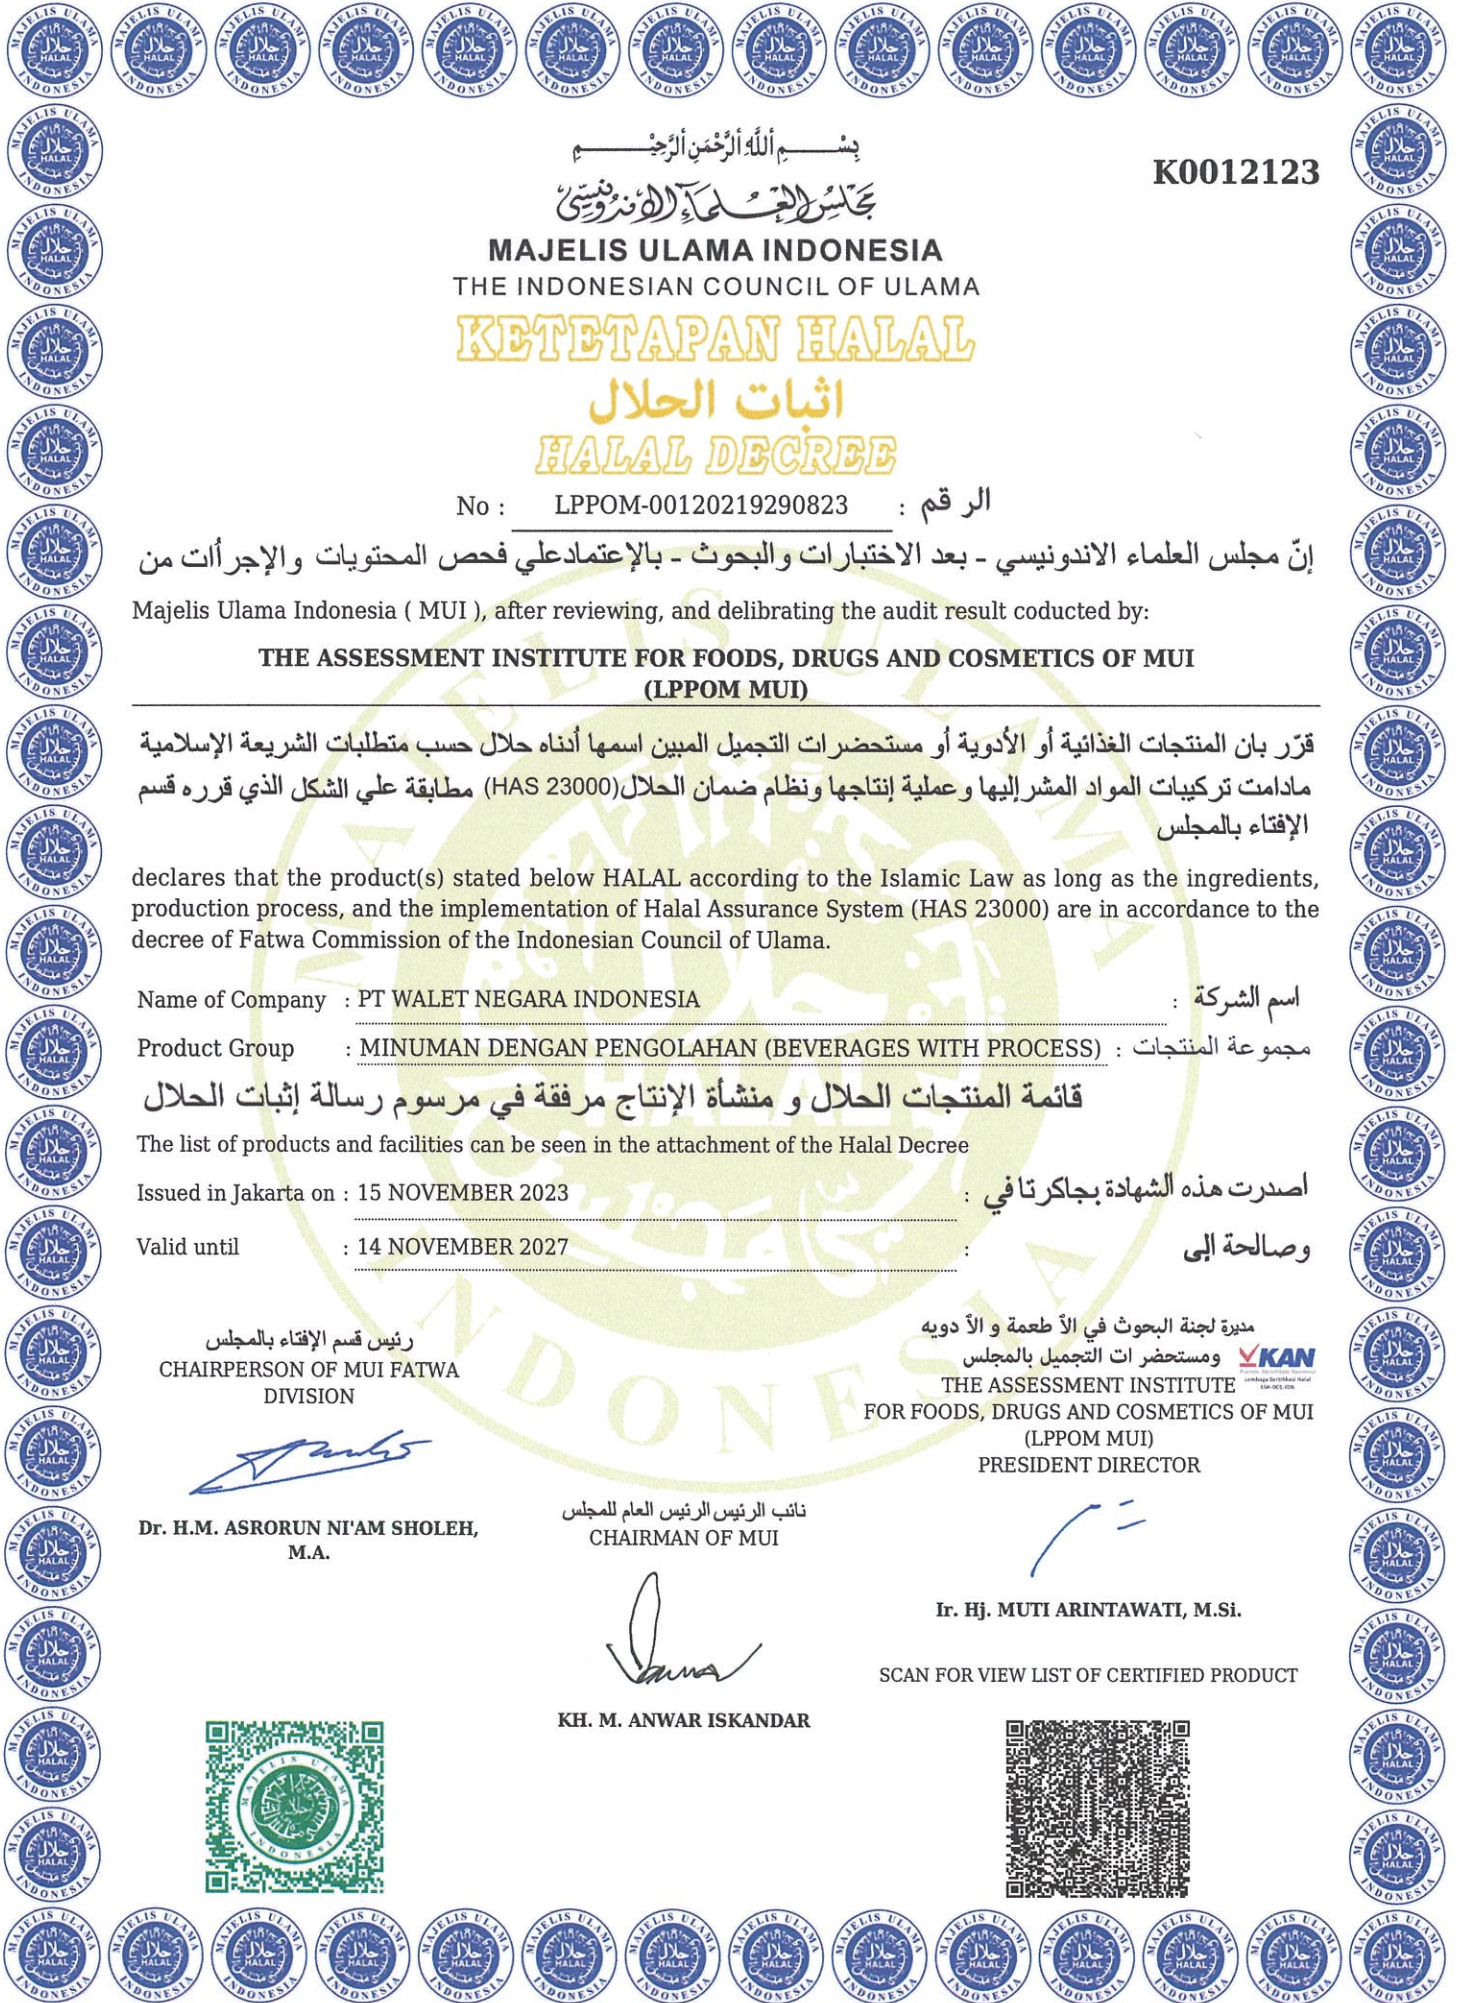 بِسْــــــمِ اللهِ الرَّحْمَنِ الرَّحِيْــــــمِ
K0012123
مجلس العلماء الإندونيسي
MAJELIS ULAMA INDONESIA
THE INDONESIAN COUNCIL OF ULAMA
KETETAPAN HALAL
اثبات الحلال
HALAL DECREE
No : LPPOM-00120219290823 : الر قم
إنّ مجلس العلماء الاندونيسي - بعد الاختبارات والبحوث - بالإعتمادعلي فحص المحتويات والإجرأات من
Majelis Ulama Indonesia ( MUI ), after reviewing, and delibrating the audit result coducted by:
THE ASSESSMENT INSTITUTE FOR FOODS, DRUGS AND COSMETICS OF MUI
(LPPOM MUI)
قرّر بان المنتجات الغذائية أو الأدوية أو مستحضرات التجميل المبين اسمها أدناه حلال حسب متطلبات الشريعة الإسلامية
مادامت تركيبات المواد المشرإليها وعملية إنتاجها ونظام ضمان الحلال(HAS 23000) مطابقة علي الشكل الذي قرره قسم
الإفتاء بالمجلس
declares that the product(s) stated below HALAL according to the Islamic Law as long as the ingredients,
production process, and the implementation of Halal Assurance System (HAS 23000) are in accordance to the
decree of Fatwa Commission of the Indonesian Council of Ulama.
Name of Company : PT WALET NEGARA INDONESIA : اسم الشركة
Product Group : MINUMAN DENGAN PENGOLAHAN (BEVERAGES WITH PROCESS) : مجموعة المنتجات
قائمة المنتجات الحلال و منشأة الإنتاج مرفقة في مرسوم رسالة إثبات الحلال
The list of products and facilities can be seen in the attachment of the Halal Decree
Issued in Jakarta on : 15 NOVEMBER 2023 : اصدرت هذه الشهادة بجاكرتا في
Valid until : 14 NOVEMBER 2027 : وصالحة إلى
رئيس قسم الإفتاء بالمجلس
CHAIRPERSON OF MUI FATWA
DIVISION
Dr. H.M. ASRORUN NI'AM SHOLEH,
M.A.
نائب الرئيس الرئيس العام للمجلس
CHAIRMAN OF MUI
KH. M. ANWAR ISKANDAR
مديرة لجنة البحوث في الأ طعمة و الأ دويه
ومستحضر ات التجميل بالمجلس
KAN
THE ASSESSMENT INSTITUTE
FOR FOODS, DRUGS AND COSMETICS OF MUI
(LPPOM MUI)
PRESIDENT DIRECTOR
Ir. Hj. MUTI ARINTAWATI, M.Si.
SCAN FOR VIEW LIST OF CERTIFIED PRODUCT
MAJELIS ULAMA
حلال
HALAL
INDONESIA